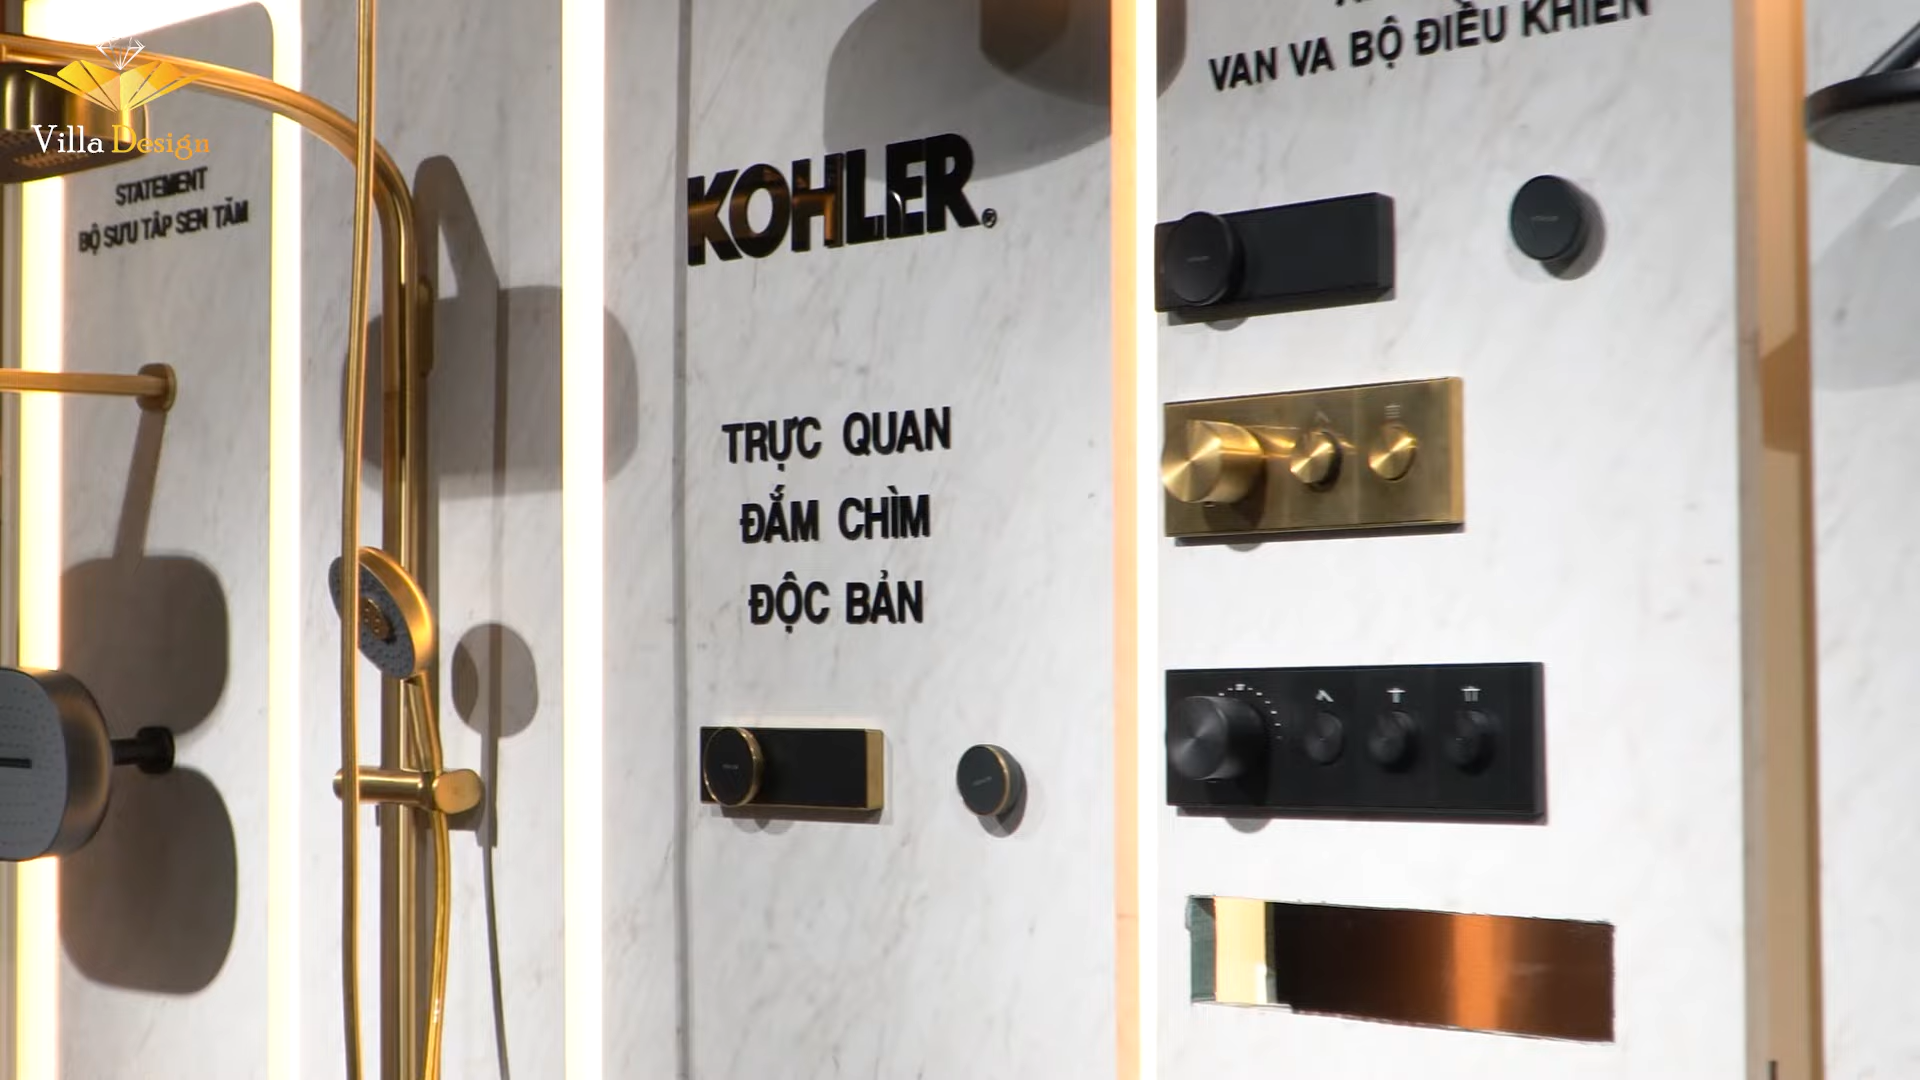 Villa Design
STATEMENT
BỘ SƯU TẬP SEN TẮM
KOHLER®
TRỰC QUAN
ĐẮM CHÌM
ĐỘC BẢN
VAN VÀ BỘ ĐIỀU KHIỂN